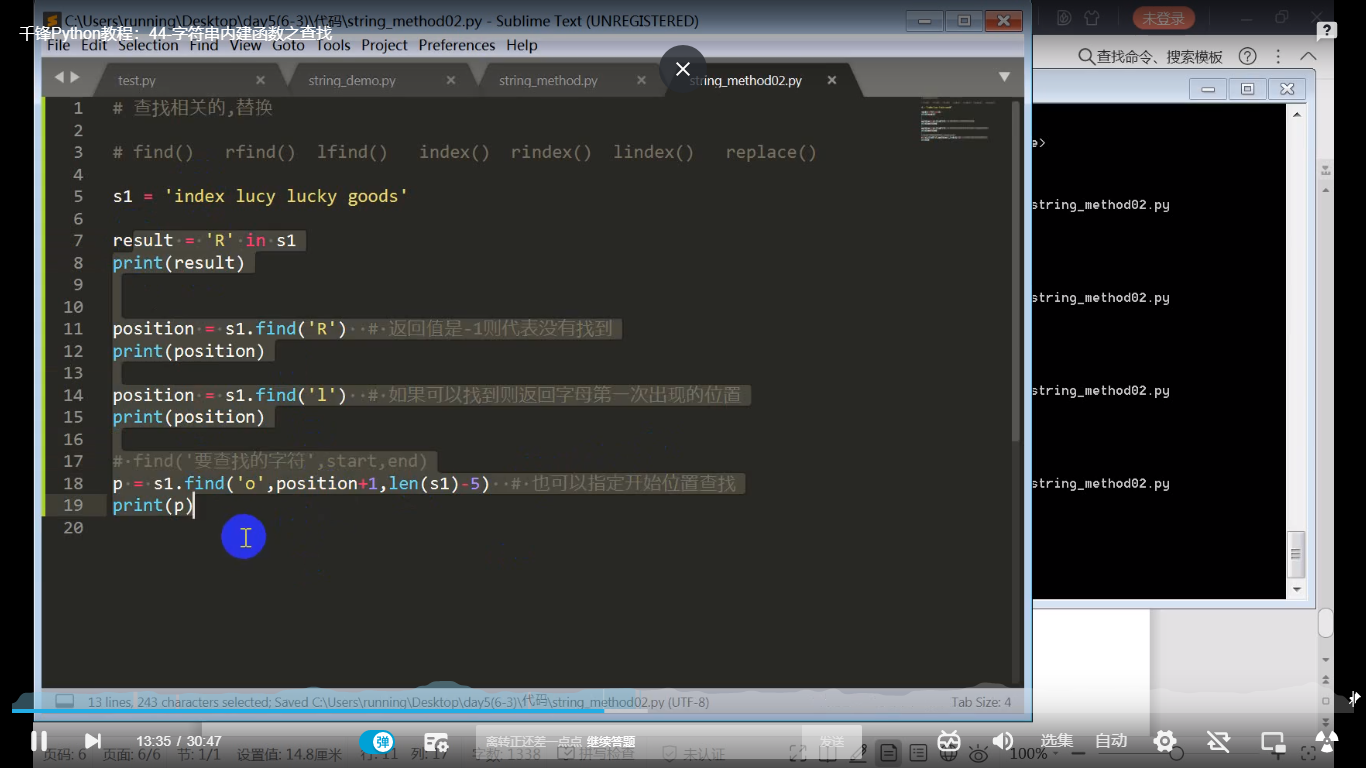 C:\Users\running\Desktop\day5(6-3)\代码\string_method02.py - Sublime Text (UNREGISTERED)
千锋Python教程：44-字符串内建函数之查找
未登录
File Edit Selection Find View Goto Tools Project Preferences Help
查找命令、搜索模板
test.py
string_demo.py
string_method.py
string_method02.py
1 # 查找相关的,替换
2
3 # find() rfind() lfind() index() rindex() lindex() replace()
4
5 s1 = 'index lucy lucky goods'
6
7 result = 'R' in s1
8 print(result)
9
10
11 position = s1.find('R') # 返回值是-1则代表没有找到
12 print(position)
13
14 position = s1.find('l') # 如果可以找到则返回字母第一次出现的位置
15 print(position)
16
17 # find('要查找的字符',start,end)
18 p = s1.find('o',position+1,len(s1)-5) # 也可以指定开始位置查找
19 print(p)
20
e>
string_method02.py
string_method02.py
string_method02.py
string_method02.py
13 lines, 243 characters selected; Saved C:\Users\running\Desktop\day5(6-3)\代码\string_method02.py (UTF-8)
Tab Size: 4
13:35 / 30:47
弹
离转正还差一点点 继续答题
发送
选集
自动
页码: 6 页面: 6/6 节: 1/1 设置值: 14.8厘米 行: 11 列: 17 字数: 1338 拼写检查 未认证
100%